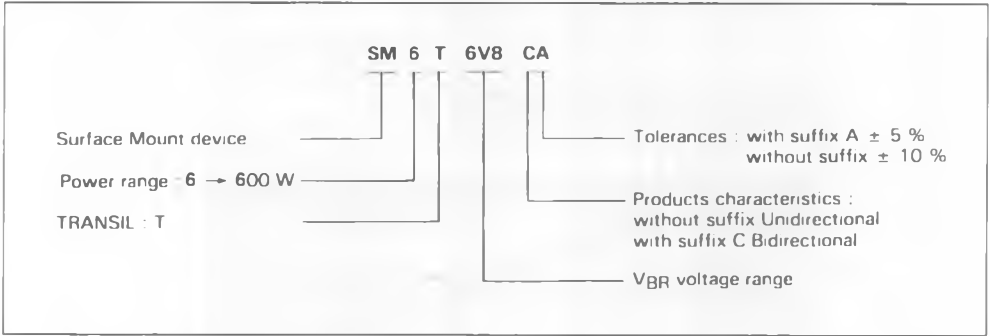 SM 6 T 6V8 CA
Surface Mount device
Power range 6 → 600 W
TRANSIL : T
Tolerances : with suffix A ± 5 %
without suffix ± 10 %
Products characteristics :
without suffix Unidirectional
with suffix C Bidirectional
VBR voltage range